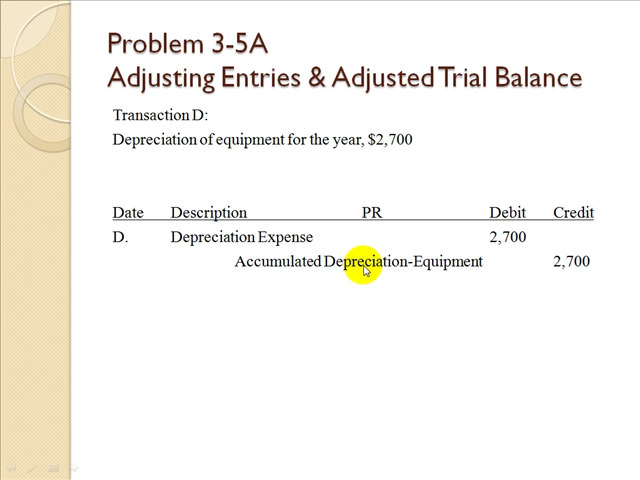 Problem 3-5A
Adjusting Entries & Adjusted Trial Balance
Transaction D:
Depreciation of equipment for the year, $2,700
Date Description PR Debit Credit
D. Depreciation Expense 2,700
Accumulated Depreciation-Equipment 2,700